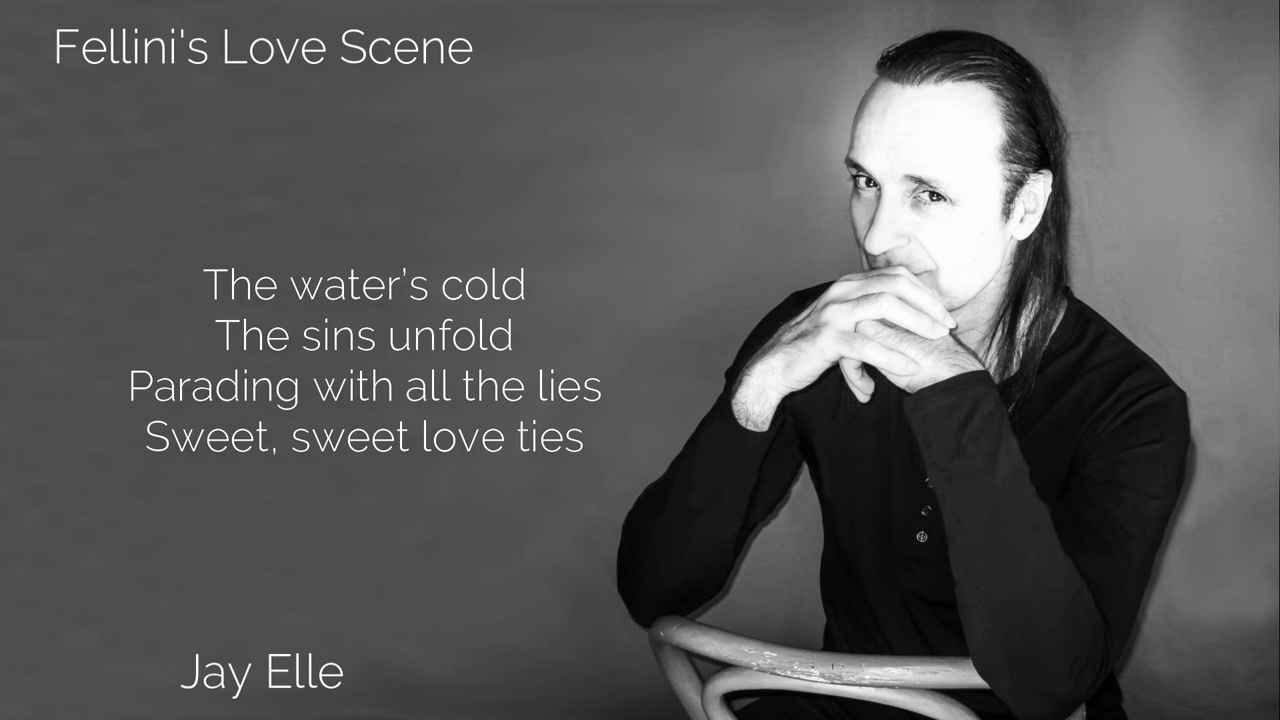 Fellini's Love Scene
The water’s cold
The sins unfold
Parading with all the lies
Sweet, sweet love ties
Jay Elle